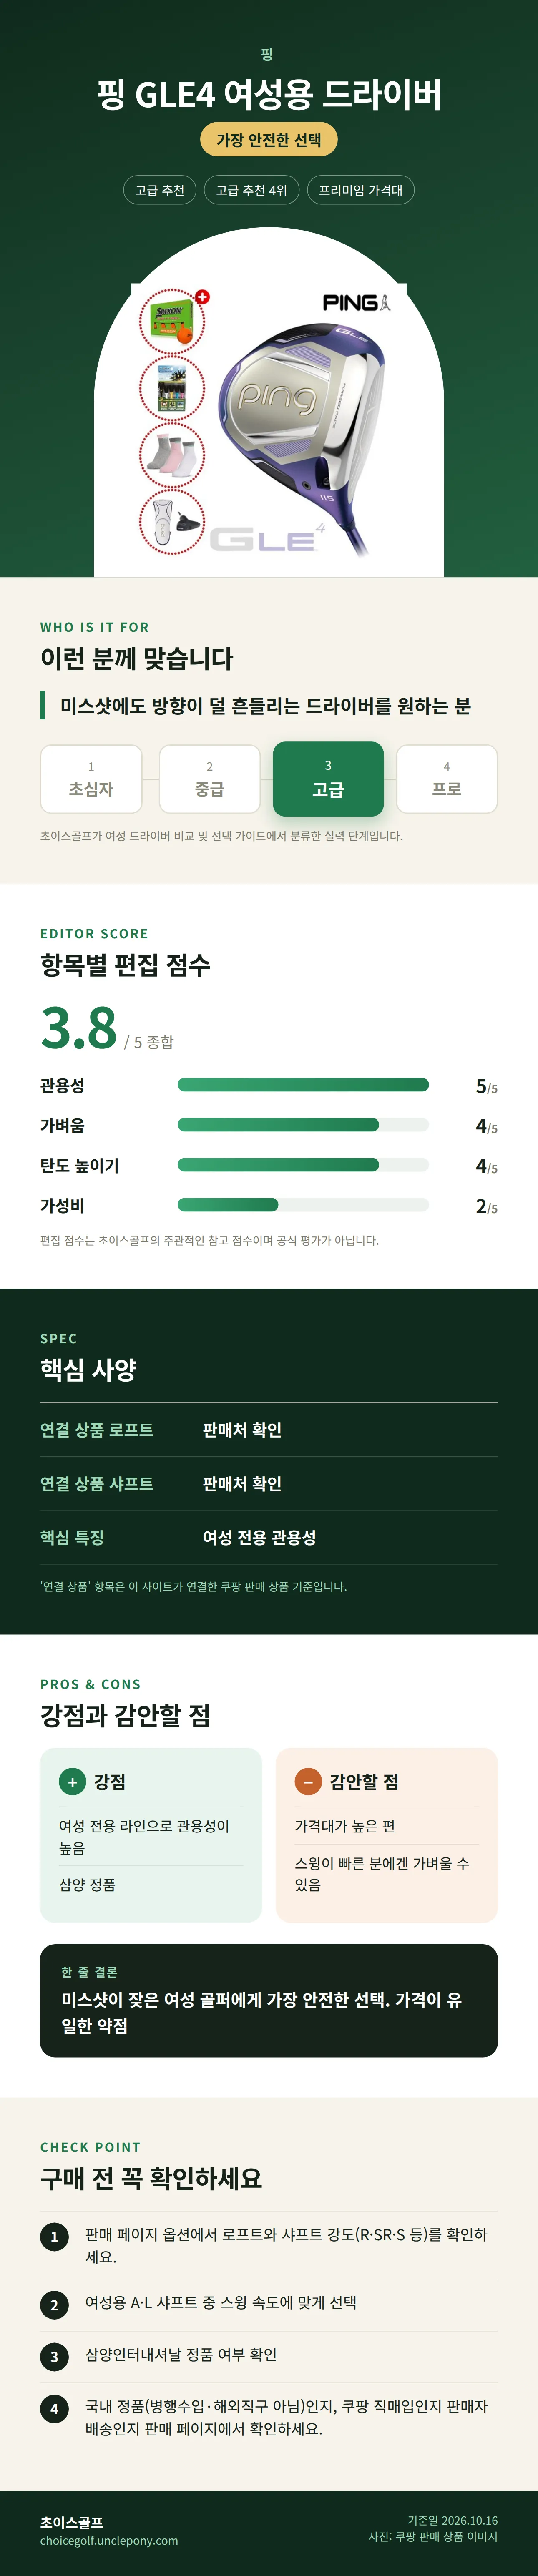 핑
핑 GLE4 여성용 드라이버
가장 안전한 선택
고급 추천
고급 추천 4위
프리미엄 가격대
SRIXON
PING
GLE
ping
115
GLE4
WHO IS IT FOR
이런 분께 맞습니다
미스샷에도 방향이 덜 흔들리는 드라이버를 원하는 분
1
초심자
2
중급
3
고급
4
프로
초이스골프가 여성 드라이버 비교 및 선택 가이드에서 분류한 실력 단계입니다.
EDITOR SCORE
항목별 편집 점수
3.8 / 5 종합
관용성 5/5
가벼움 4/5
탄도 높이기 4/5
가성비 2/5
편집 점수는 초이스골프의 주관적인 참고 점수이며 공식 평가가 아닙니다.
SPEC
핵심 사양
연결 상품 로프트 판매처 확인
연결 상품 샤프트 판매처 확인
핵심 특징 여성 전용 관용성
'연결 상품' 항목은 이 사이트가 연결한 쿠팡 판매 상품 기준입니다.
PROS & CONS
강점과 감안할 점
+ 강점
여성 전용 라인으로 관용성이
높음
삼양 정품
− 감안할 점
가격대가 높은 편
스윙이 빠른 분에겐 가벼울 수
있음
한 줄 결론
미스샷이 잦은 여성 골퍼에게 가장 안전한 선택. 가격이 유
일한 약점
CHECK POINT
구매 전 꼭 확인하세요
1 판매 페이지 옵션에서 로프트와 샤프트 강도(R·SR·S 등)를 확인하
세요.
2 여성용 A·L 샤프트 중 스윙 속도에 맞게 선택
3 삼양인터내셔날 정품 여부 확인
4 국내 정품(병행수입·해외직구 아님)인지, 쿠팡 직매입인지 판매자
배송인지 판매 페이지에서 확인하세요.
초이스골프
choicegolf.unclepony.com
기준일 2026.10.16
사진: 쿠팡 판매 상품 이미지